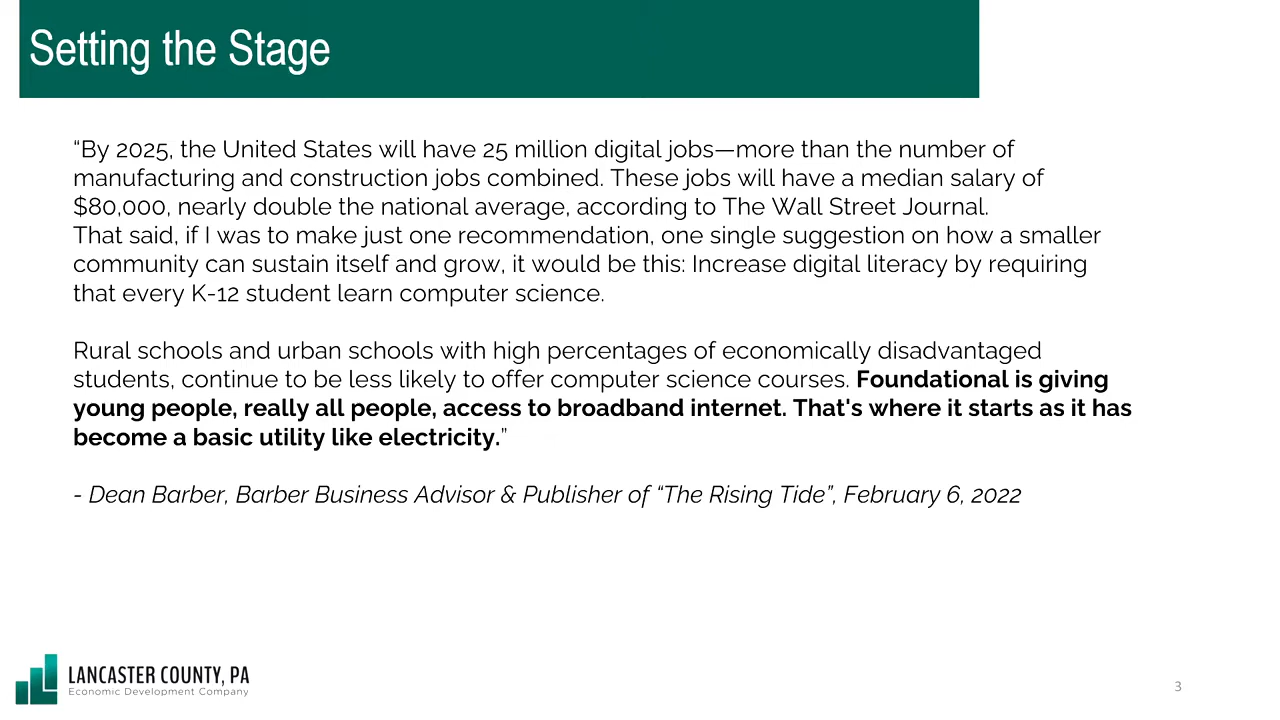 Setting the Stage
“By 2025, the United States will have 25 million digital jobs—more than the number of
manufacturing and construction jobs combined. These jobs will have a median salary of
$80,000, nearly double the national average, according to The Wall Street Journal.
That said, if I was to make just one recommendation, one single suggestion on how a smaller
community can sustain itself and grow, it would be this: Increase digital literacy by requiring
that every K-12 student learn computer science.
Rural schools and urban schools with high percentages of economically disadvantaged
students, continue to be less likely to offer computer science courses. Foundational is giving
young people, really all people, access to broadband internet. That's where it starts as it has
become a basic utility like electricity.”
- Dean Barber, Barber Business Advisor & Publisher of “The Rising Tide”, February 6, 2022
LANCASTER COUNTY, PA
Economic Development Company
3